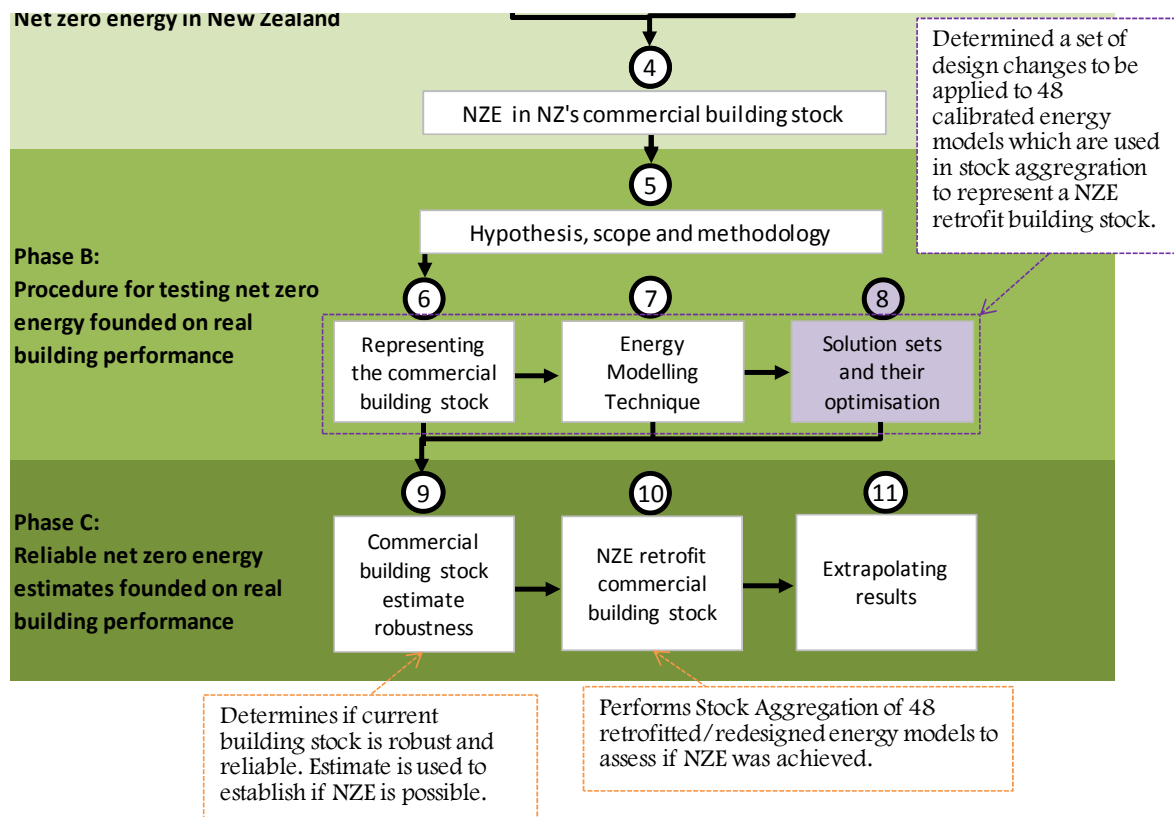 Net zero energy in New Zealand
4
NZE in NZ's commercial building stock
Determined a set of
design changes to be
applied to 48
calibrated energy
models which are used
in stock aggregration
to represent a NZE
retrofit building stock.
5
Hypothesis, scope and methodology
Phase B:
Procedure for testing net zero
energy founded on real
building performance
6
Representing
the commercial
building stock
7
Energy
Modelling
Technique
8
Solution sets
and their
optimisation
Phase C:
Reliable net zero energy
estimates founded on real
building performance
9
Commercial
building stock
estimate
robustness
10
NZE retrofit
commercial
building stock
11
Extrapolating
results
Determines if current
building stock is robust and
reliable. Estimate is used to
establish if NZE is possible.
Performs Stock Aggregation of 48
retrofitted/redesigned energy models to
assess if NZE was achieved.